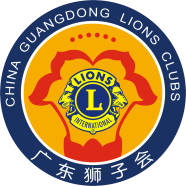 CHINA GUANGDONG LIONS CLUBS
LIONS
L
INTERNATIONAL
广东狮子会